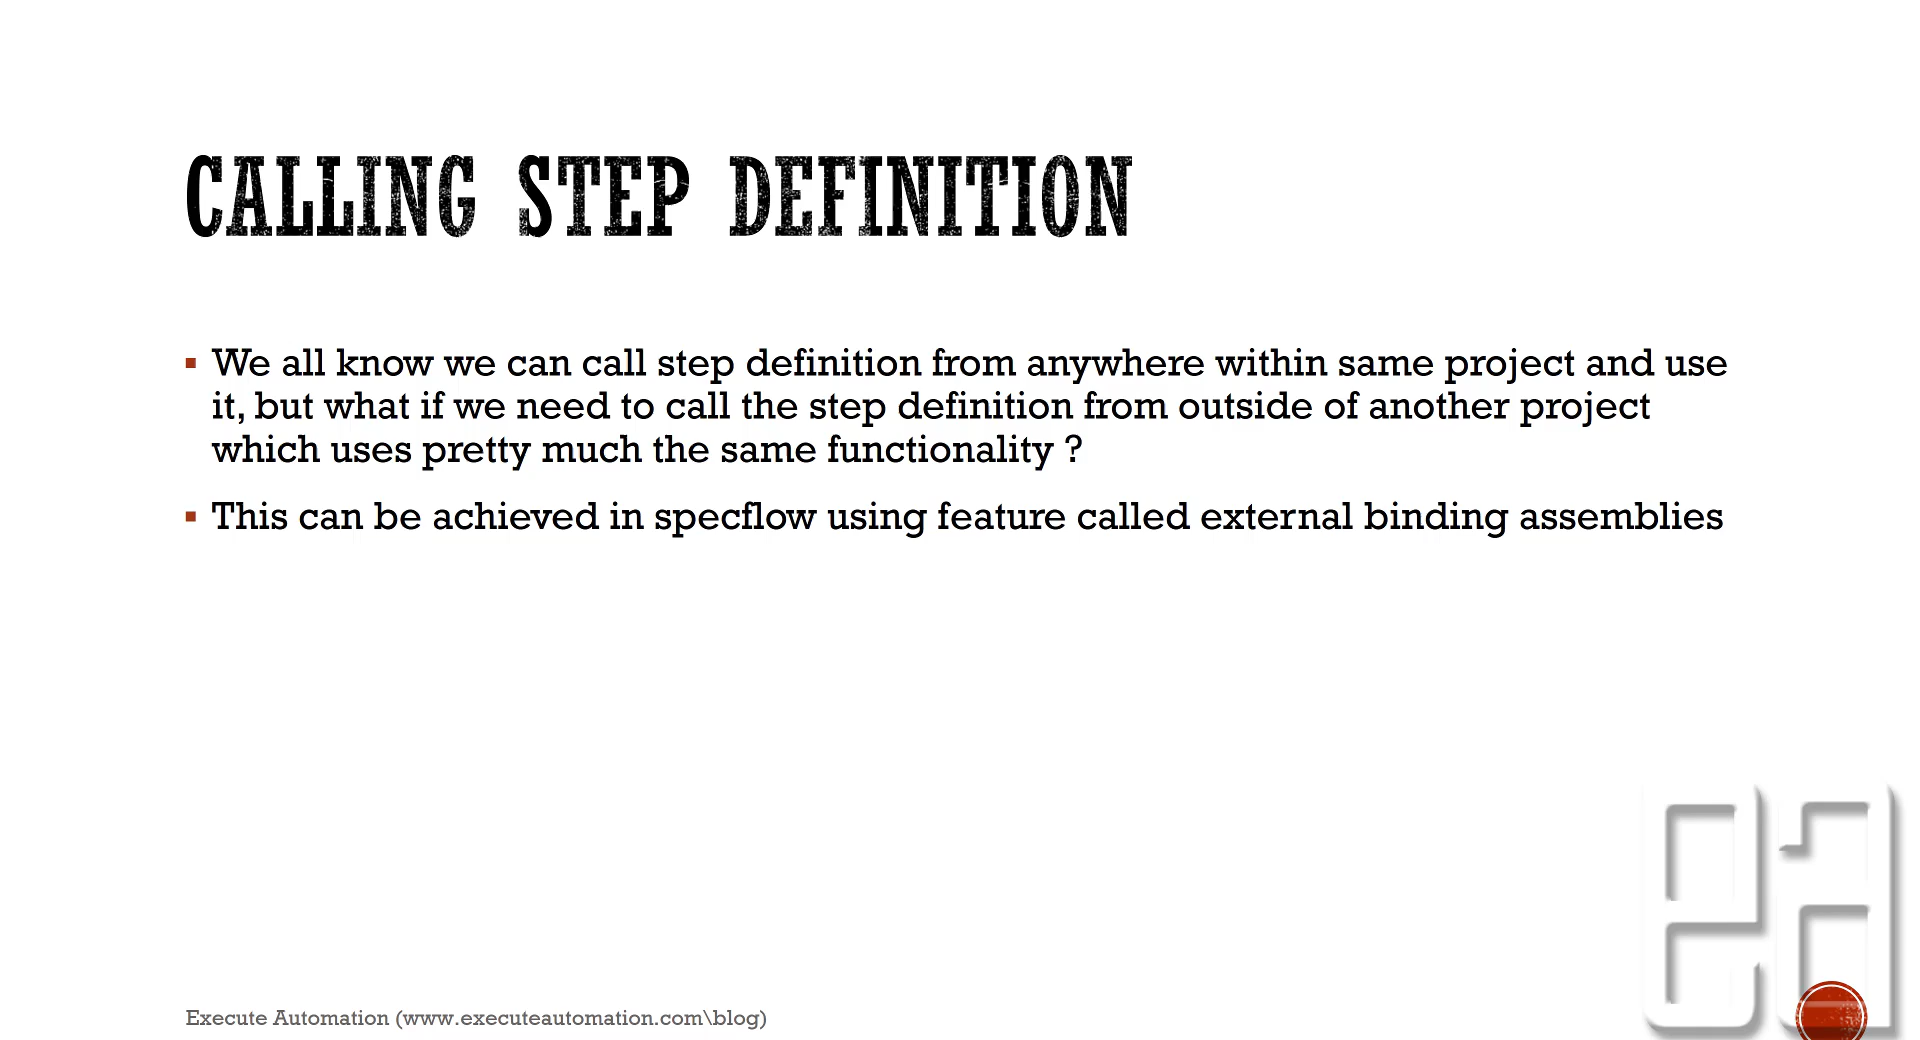 CALLING STEP DEFINITION
▪ We all know we can call step definition from anywhere within same project and use
it, but what if we need to call the step definition from outside of another project
which uses pretty much the same functionality ?
▪ This can be achieved in specflow using feature called external binding assemblies
ea
Execute Automation (www.executeautomation.com\blog)